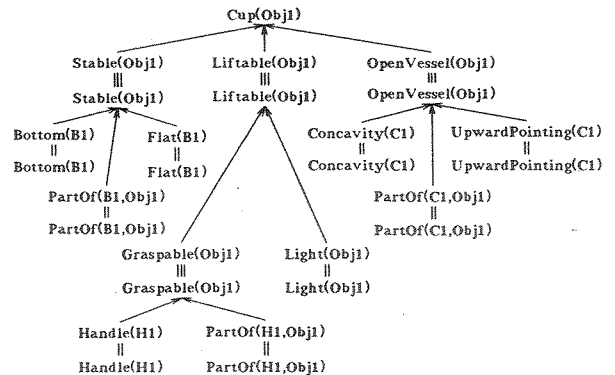 Cup(Obj1)
Stable(Obj1) Liftable(Obj1) OpenVessel(Obj1)
Stable(Obj1) Liftable(Obj1) OpenVessel(Obj1)
Bottom(B1) Flat(B1) Concavity(C1) UpwardPointing(C1)
Bottom(B1) Flat(B1) Concavity(C1) UpwardPointing(C1)
PartOf(B1,Obj1) PartOf(C1,Obj1)
PartOf(B1,Obj1) PartOf(C1,Obj1)
Graspable(Obj1) Light(Obj1)
Graspable(Obj1) Light(Obj1)
Handle(H1) PartOf(H1,Obj1)
Handle(H1) PartOf(H1,Obj1)